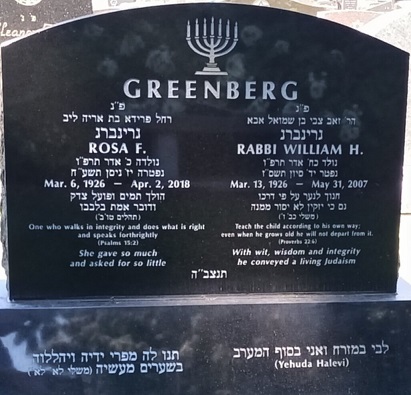 GREENBERG
פ״נ
רחל פרידא בת אריה ליב
גרינברג
ROSA F.
נולדה כ׳ אדר תרפ״ו
נפטרה יז׳ ניסן תשע״ח
Mar. 6, 1926 — Apr. 2, 2018
הולך תמים ופועל צדק
ודובר אמת בלבבו
(תהלים טו׳ב׳)
One who walks in integrity and does what is right
and speaks forthrightly
(Psalms 15:2)
She gave so much
and asked for so little
פ״נ
זאב צבי בן שמואל אבא
גרינברג
RABBI WILLIAM H.
נולד כח׳ אדר תרפ״ו
נפטר יד׳ סיון תשס״ז
Mar. 13, 1926 — May 31, 2007
חנוך לנער על פי דרכו
גם כי יזקין לא יסור ממנה
(משלי כב׳ ו׳)
Teach the child according to his own way;
even when he grows old he will not depart from it.
(Proverbs 22:6)
With wit, wisdom and integrity
he conveyed a living Judaism
תנצב״ה
תנו לה מפרי ידיה ויהללוה
בשערים מעשיה (משלי לא׳ לא׳)
לבי במזרח ואני בסוף המערב
(Yehuda Halevi)